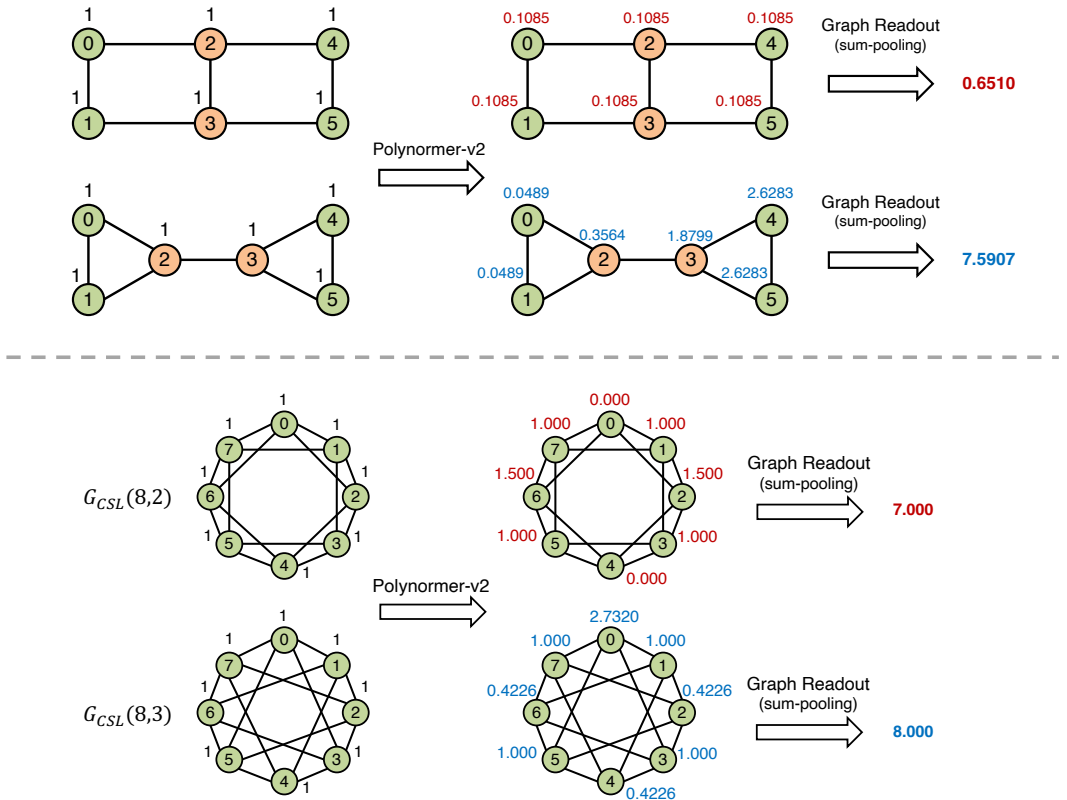 1 1 1
0 2 4
1 1 1
1 3 5
0.1085 0.1085 0.1085
0 2 4
0.1085 0.1085 0.1085
1 3 5
Graph Readout
(sum-pooling)
0.6510
Polynormer-v2
1 1 1 1
0 2 3 4
1 1
1 5
0.0489 0.3564 1.8799 2.6283
0 2 3 4
0.0489 2.6283
1 5
Graph Readout
(sum-pooling)
7.5907
G_CSL(8,2)
1 1 1
7 0 1
1 1
6 2
1 1
5 4 3
1
0.000
1.000 1.000
7 0 1
1.500 1.500
6 2
1.000 1.000
5 4 3
0.000
Graph Readout
(sum-pooling)
7.000
Polynormer-v2
G_CSL(8,3)
1 1 1
7 0 1
1 1
6 2
1 1
5 4 3
1
2.7320
1.000 1.000
7 0 1
0.4226 0.4226
6 2
1.000 1.000
5 4 3
0.4226
Graph Readout
(sum-pooling)
8.000